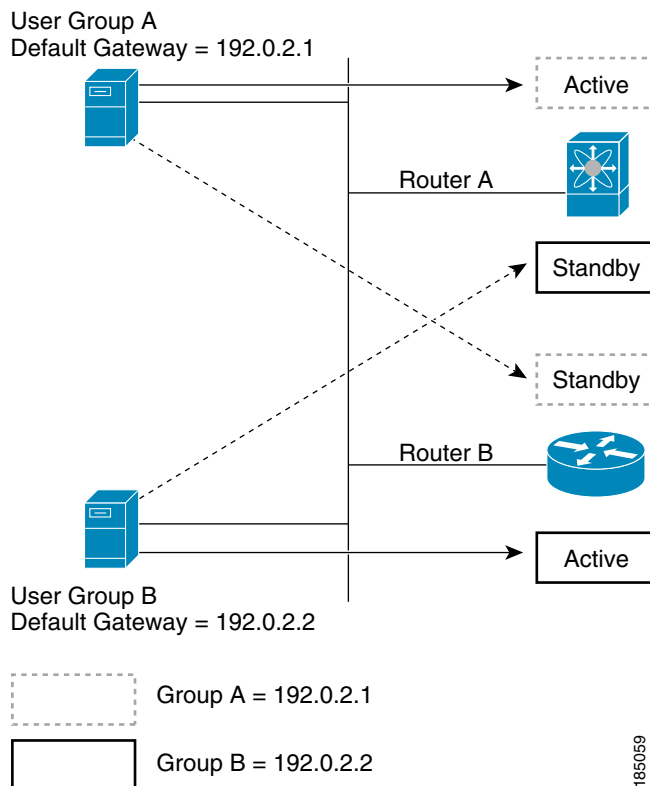 User Group A
Default Gateway = 192.0.2.1
Active
Router A
Standby
Standby
Router B
Active
User Group B
Default Gateway = 192.0.2.2
Group A = 192.0.2.1
Group B = 192.0.2.2
185059